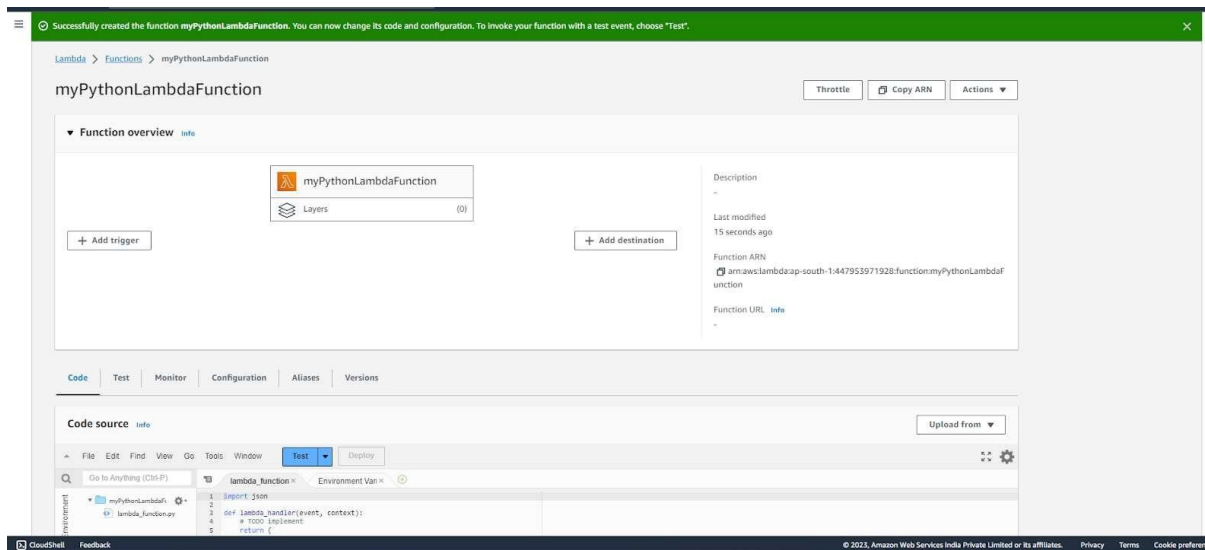 Successfully created the function myPythonLambdaFunction. You can now change its code and configuration. To invoke your function with a test event, choose "Test".
Lambda > Functions > myPythonLambdaFunction
myPythonLambdaFunction
Throttle Copy ARN Actions
Function overview Info
myPythonLambdaFunction
Layers (0)
+ Add trigger
+ Add destination
Description
-
Last modified
15 seconds ago
Function ARN
arn:aws:lambda:ap-south-1:447953971928:function:myPythonLambdaF
unction
Function URL Info
-
Code Test Monitor Configuration Aliases Versions
Code source Info
Upload from
File Edit Find View Go Tools Window Test Deploy
Go to Anything (Ctrl-P)
lambda_function × Environment Var ×
Environment
myPythonLambdaF
lambda_function.py
1 import json
2
3 def lambda_handler(event, context):
4 # TODO implement
5 return {
CloudShell Feedback © 2023, Amazon Web Services India Private Limited or its affiliates. Privacy Terms Cookie preferen